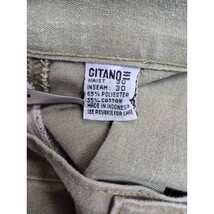 GITANO
WAIST 30
INSEAM: 30
65% POLYESTER
35% COTTON
MADE IN INDONESIA
SEE REVERSE FOR CARE